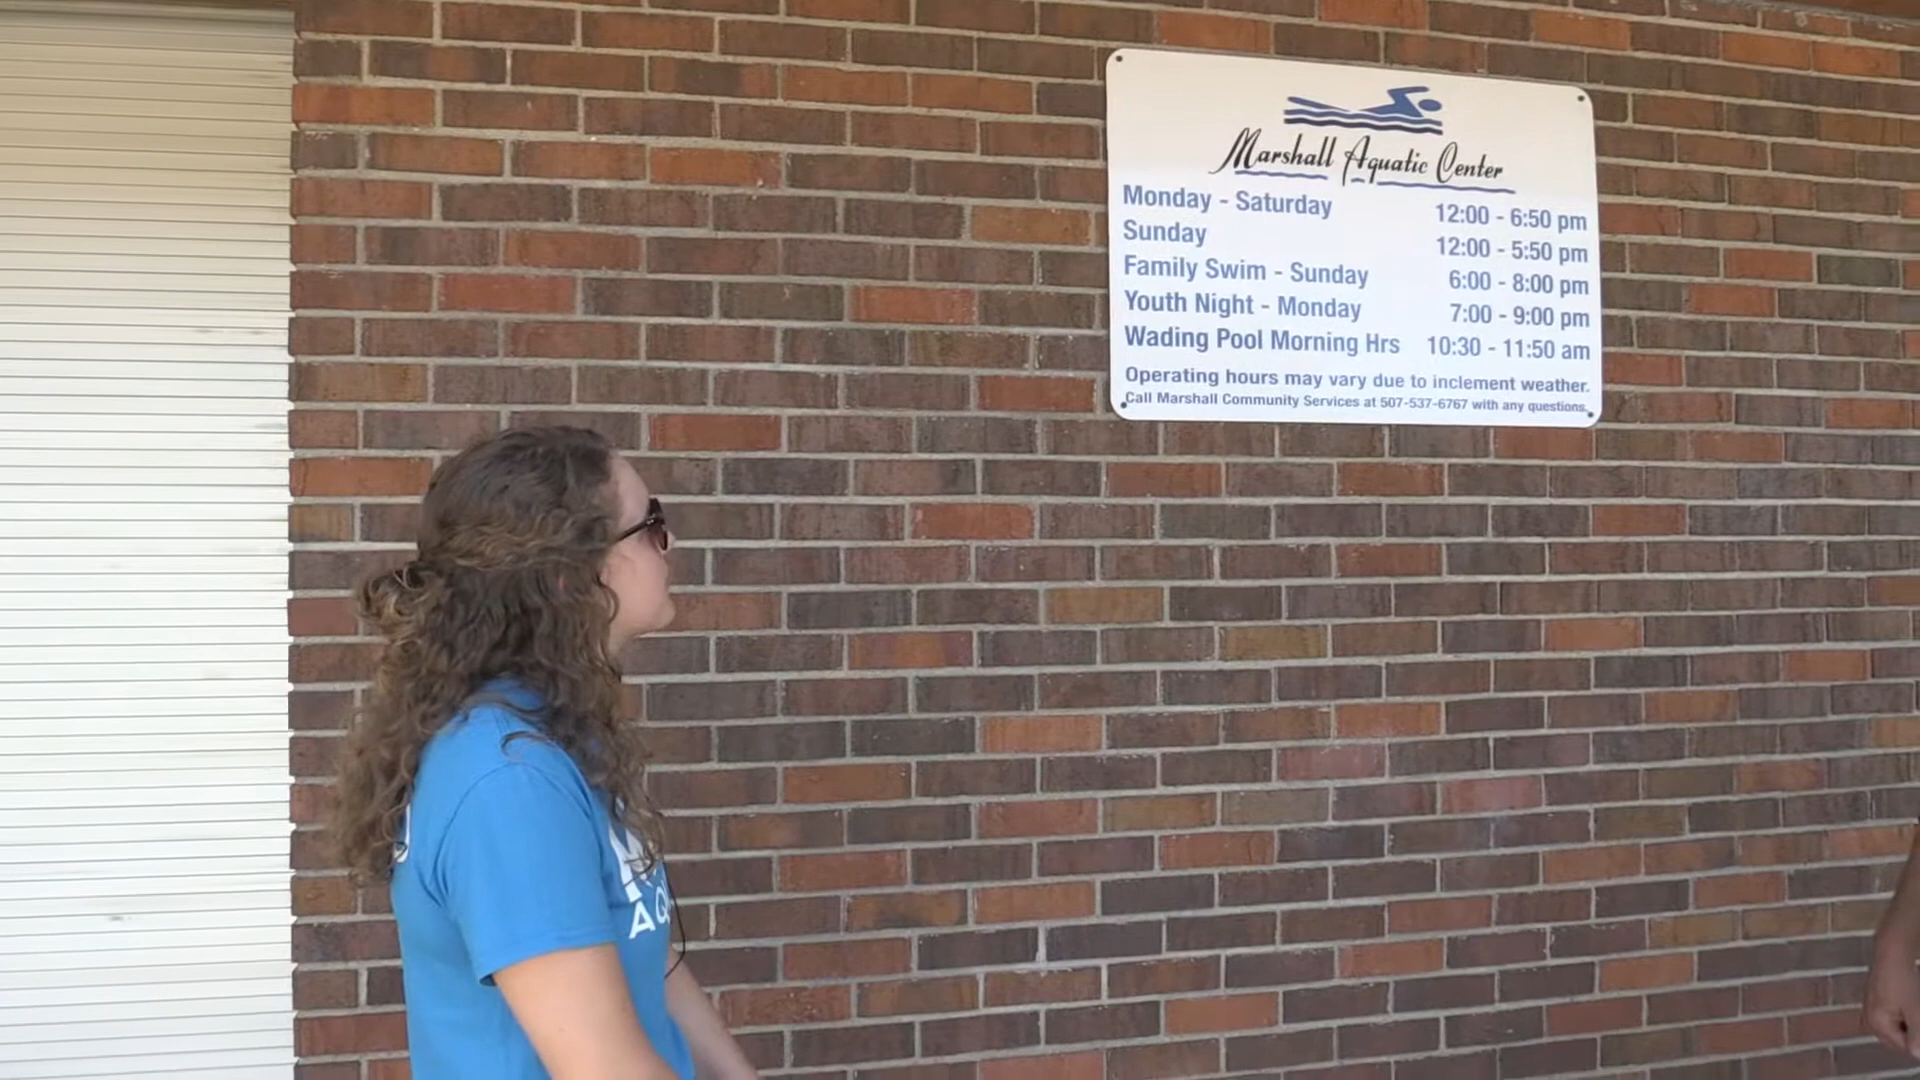 Marshall Aquatic Center
Monday - Saturday 12:00 - 6:50 pm
Sunday 12:00 - 5:50 pm
Family Swim - Sunday 6:00 - 8:00 pm
Youth Night - Monday 7:00 - 9:00 pm
Wading Pool Morning Hrs 10:30 - 11:50 am
Operating hours may vary due to inclement weather.
Call Marshall Community Services at 507-537-6767 with any questions.